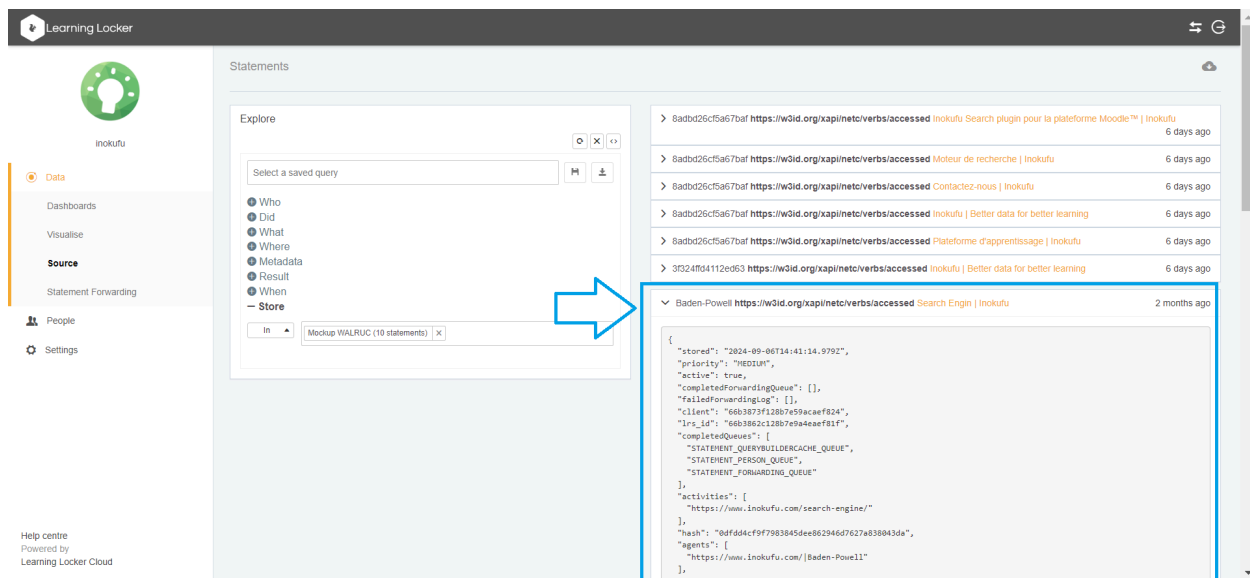 Learning Locker
inokufu
Data
Dashboards
Visualise
Source
Statement Forwarding
People
Settings
Help centre
Powered by
Learning Locker Cloud
Statements
Explore
Select a saved query
Who
Did
What
Where
Metadata
Result
When
Store
In
Mockup WALRUC (10 statements)
8adbd26cf5a67baf https://w3id.org/xapi/netc/verbs/accessed Inokufu Search plugin pour la plateforme Moodle™ | Inokufu
6 days ago
8adbd26cf5a67baf https://w3id.org/xapi/netc/verbs/accessed Moteur de recherche | Inokufu 6 days ago
8adbd26cf5a67baf https://w3id.org/xapi/netc/verbs/accessed Contactez-nous | Inokufu 6 days ago
8adbd26cf5a67baf https://w3id.org/xapi/netc/verbs/accessed Inokufu | Better data for better learning 6 days ago
8adbd26cf5a67baf https://w3id.org/xapi/netc/verbs/accessed Plateforme d'apprentissage | Inokufu 6 days ago
3f324ffd4112ed63 https://w3id.org/xapi/netc/verbs/accessed Inokufu | Better data for better learning 6 days ago
Baden-Powell https://w3id.org/xapi/netc/verbs/accessed Search Engin | Inokufu 2 months ago
{
"stored": "2024-09-06T14:41:14.979Z",
"priority": "MEDIUM",
"active": true,
"completedForwardingQueue": [],
"failedForwardingLog": [],
"client": "66b3873f128b7e59acaef824",
"lrs_id": "66b3862c128b7e9a4eaef81f",
"completedQueues": [
"STATEMENT_QUERYBUILDERCACHE_QUEUE",
"STATEMENT_PERSON_QUEUE",
"STATEMENT_FORWARDING_QUEUE"
],
"activities": [
"https://www.inokufu.com/search-engine/"
],
"hash": "0dfdd4cf9f7983845dee862946d7627a838043da",
"agents": [
"https://www.inokufu.com/|Baden-Powell"
],